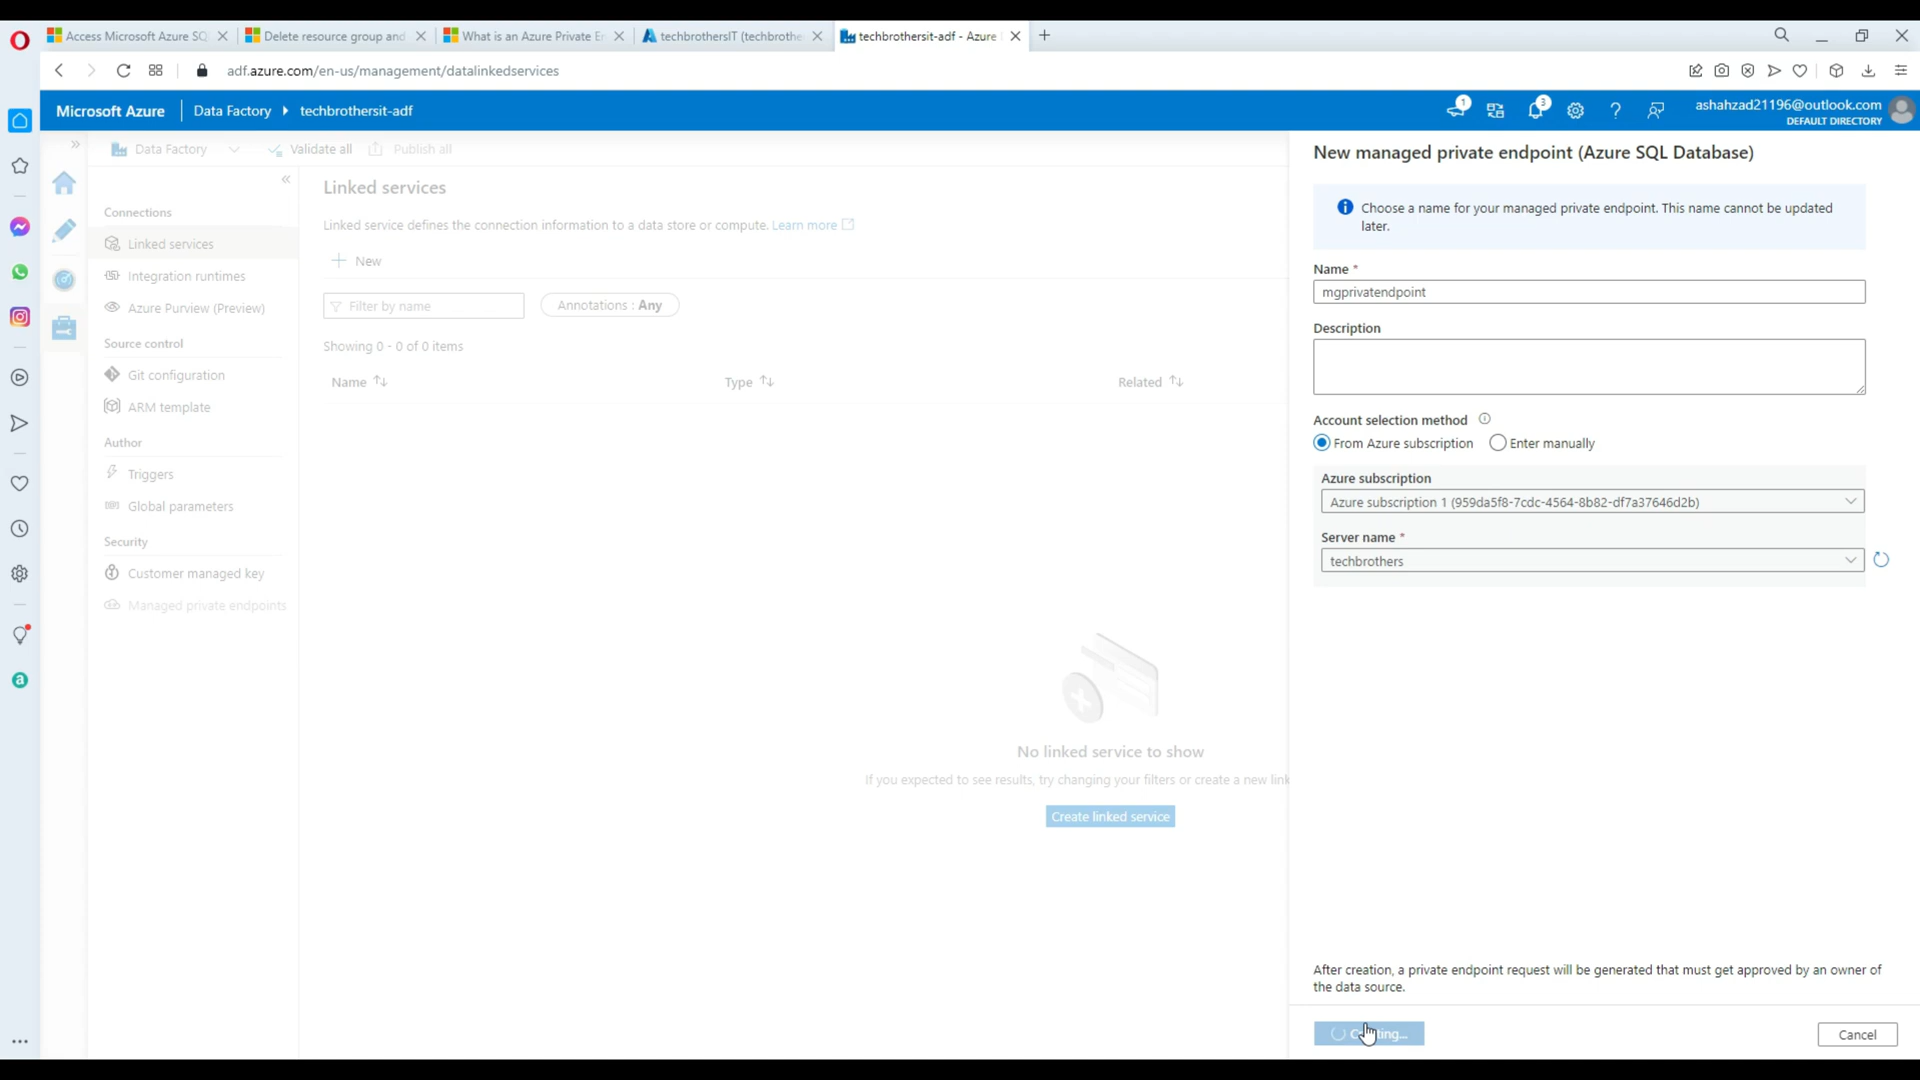 Access Microsoft Azure SQ
Delete resource group and
What is an Azure Private E
techbrothersIT (techbrothe
techbrothersit-adf - Azure
adf.azure.com/en-us/management/datalinkedservices
Microsoft Azure
Data Factory
techbrothersit-adf
1
3
ashahzad21196@outlook.com
DEFAULT DIRECTORY
Data Factory
Validate all
Publish all
Connections
Linked services
Integration runtimes
Azure Purview (Preview)
Source control
Git configuration
ARM template
Author
Triggers
Global parameters
Security
Customer managed key
Managed private endpoints
Linked services
Linked service defines the connection information to a data store or compute. Learn more
New
Filter by name
Annotations : Any
Showing 0 - 0 of 0 items
Name
Type
Related
No linked service to show
If you expected to see results, try changing your filters or create a new link
Create linked service
New managed private endpoint (Azure SQL Database)
Choose a name for your managed private endpoint. This name cannot be updated
later.
Name *
mgprivatendpoint
Description
Account selection method
From Azure subscription
Enter manually
Azure subscription
Azure subscription 1 (959da5f8-7cdc-4564-8b82-df7a37646d2b)
Server name *
techbrothers
After creation, a private endpoint request will be generated that must get approved by an owner of
the data source.
Cancel